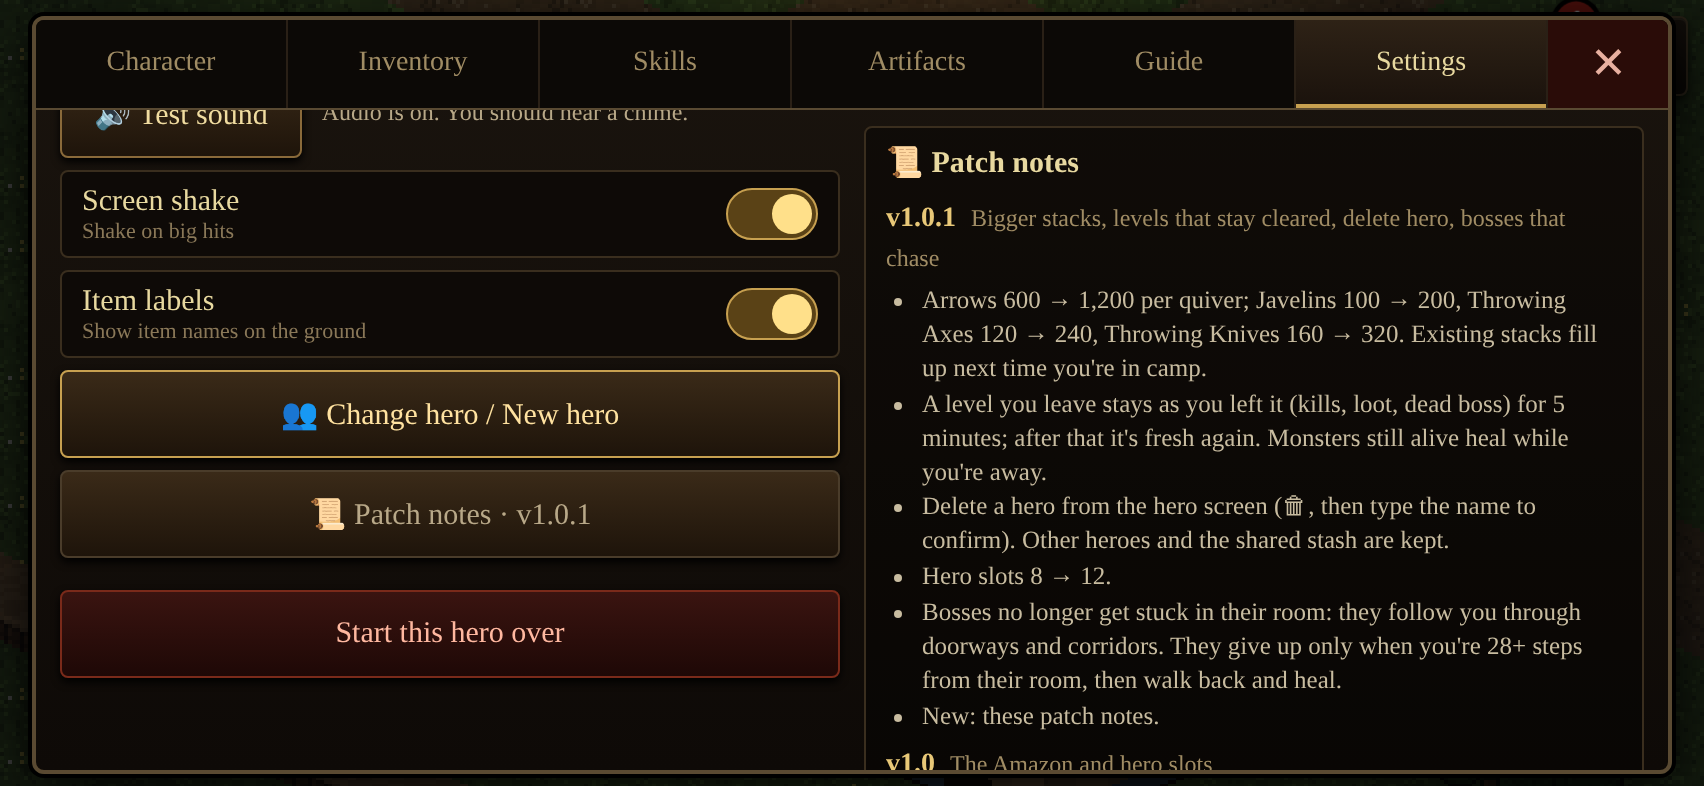 Character
Inventory
Skills
Artifacts
Guide
Settings
✕
🔊 Test sound
Audio is on. You should hear a chime.
Screen shake
Shake on big hits
Item labels
Show item names on the ground
👥 Change hero / New hero
📜 Patch notes · v1.0.1
Start this hero over
📜 Patch notes
v1.0.1 Bigger stacks, levels that stay cleared, delete hero, bosses that
chase
• Arrows 600 → 1,200 per quiver; Javelins 100 → 200, Throwing
Axes 120 → 240, Throwing Knives 160 → 320. Existing stacks fill
up next time you're in camp.
• A level you leave stays as you left it (kills, loot, dead boss) for 5
minutes; after that it's fresh again. Monsters still alive heal while
you're away.
• Delete a hero from the hero screen (🗑, then type the name to
confirm). Other heroes and the shared stash are kept.
• Hero slots 8 → 12.
• Bosses no longer get stuck in their room: they follow you through
doorways and corridors. They give up only when you're 28+ steps
from their room, then walk back and heal.
• New: these patch notes.
v1.0 The Amazon and hero slots